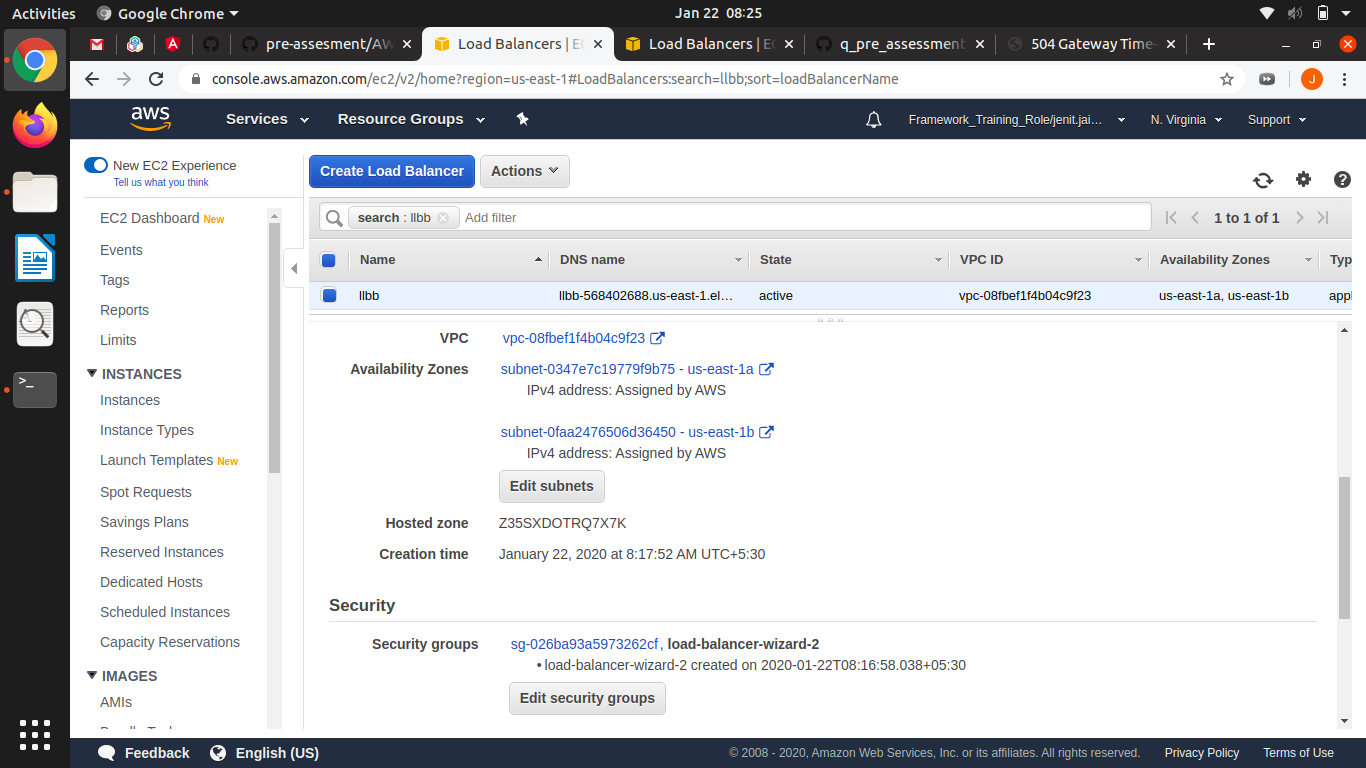 Activities
Google Chrome
Jan 22 08:25
pre-assesment/AW
Load Balancers | EC
Load Balancers | EC
q_pre_assessment
504 Gateway Time-
console.aws.amazon.com/ec2/v2/home?region=us-east-1#LoadBalancers:search=llbb;sort=loadBalancerName
J
aws
Services
Resource Groups
Framework_Training_Role/jenit.jai…
N. Virginia
Support
New EC2 Experience
Tell us what you think
EC2 Dashboard New
Events
Tags
Reports
Limits
INSTANCES
Instances
Instance Types
Launch Templates New
Spot Requests
Savings Plans
Reserved Instances
Dedicated Hosts
Scheduled Instances
Capacity Reservations
IMAGES
AMIs
Create Load Balancer
Actions
search : llbb
Add filter
1 to 1 of 1
Name
DNS name
State
VPC ID
Availability Zones
Typ
llbb
llbb-568402688.us-east-1.el…
active
vpc-08fbef1f4b04c9f23
us-east-1a, us-east-1b
appl
VPC
vpc-08fbef1f4b04c9f23
Availability Zones
subnet-0347e7c19779f9b75 - us-east-1a
IPv4 address: Assigned by AWS
subnet-0faa2476506d36450 - us-east-1b
IPv4 address: Assigned by AWS
Edit subnets
Hosted zone
Z35SXDOTRQ7X7K
Creation time
January 22, 2020 at 8:17:52 AM UTC+5:30
Security
Security groups
sg-026ba93a5973262cf, load-balancer-wizard-2
• load-balancer-wizard-2 created on 2020-01-22T08:16:58.038+05:30
Edit security groups
Feedback
English (US)
© 2008 - 2020, Amazon Web Services, Inc. or its affiliates. All rights reserved.
Privacy Policy
Terms of Use